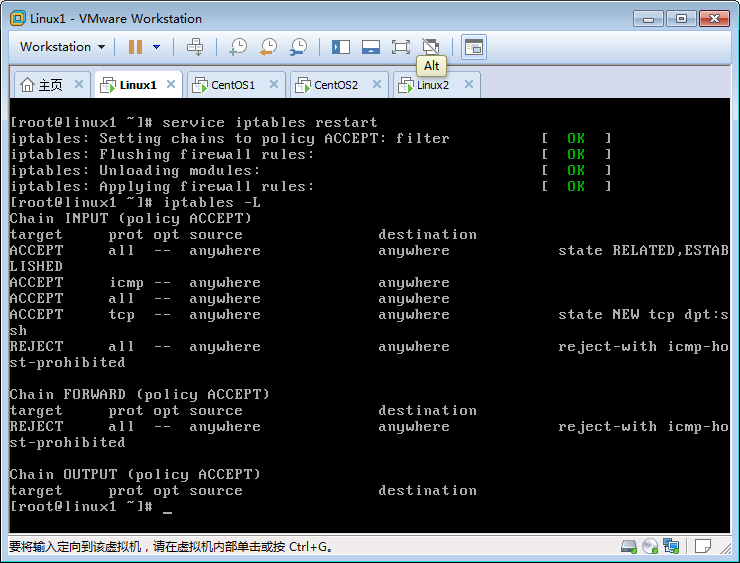 Linux1 - VMware Workstation
Workstation
Alt
主页 Linux1 CentOS1 CentOS2 Linux2
[root@linux1 ~]# service iptables restart
iptables: Setting chains to policy ACCEPT: filter [ OK ]
iptables: Flushing firewall rules: [ OK ]
iptables: Unloading modules: [ OK ]
iptables: Applying firewall rules: [ OK ]
[root@linux1 ~]# iptables -L
Chain INPUT (policy ACCEPT)
target prot opt source destination
ACCEPT all -- anywhere anywhere state RELATED,ESTAB
LISHED
ACCEPT icmp -- anywhere anywhere
ACCEPT all -- anywhere anywhere
ACCEPT tcp -- anywhere anywhere state NEW tcp dpt:s
sh
REJECT all -- anywhere anywhere reject-with icmp-ho
st-prohibited
Chain FORWARD (policy ACCEPT)
target prot opt source destination
REJECT all -- anywhere anywhere reject-with icmp-ho
st-prohibited
Chain OUTPUT (policy ACCEPT)
target prot opt source destination
[root@linux1 ~]# _
要将输入定向到该虚拟机，请在虚拟机内部单击或按 Ctrl+G。